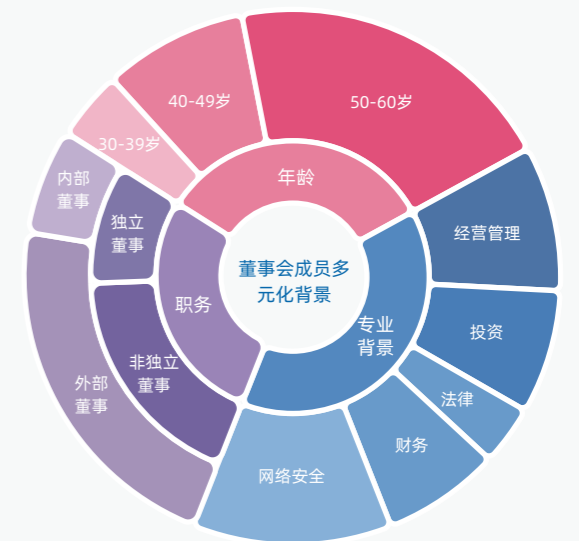 董事会成员多
元化背景
年龄
30-39岁
40-49岁
50-60岁
专业
背景
经营管理
投资
法律
财务
网络安全
职务
独立
董事
非独立
董事
内部
董事
外部
董事